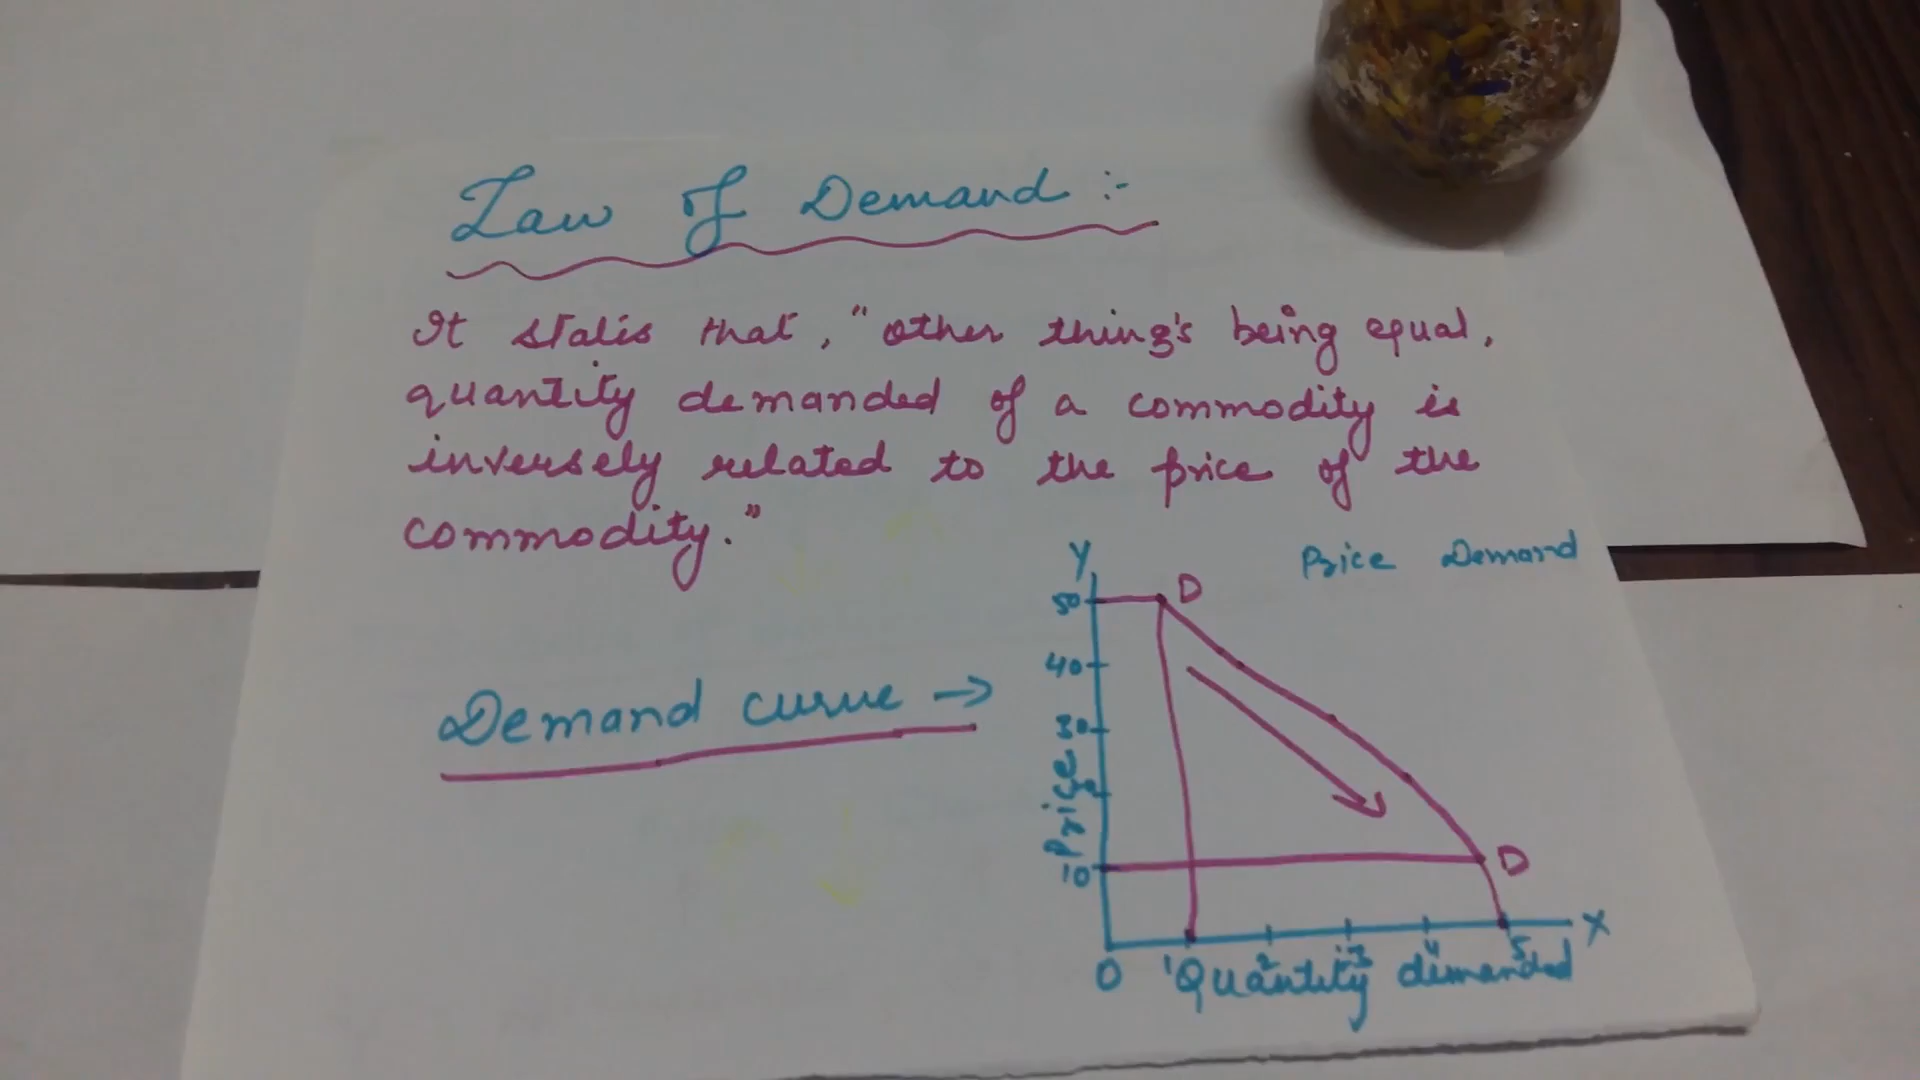 Law of Demand :-
It states that, "other thing's being equal,
quantity demanded of a commodity is
inversely related to the price of the
commodity."
Demand curve →
Price Demand
Y
50
D
40
30
Price
10
D
X
0 1 2 3 4 5
Quantity demanded